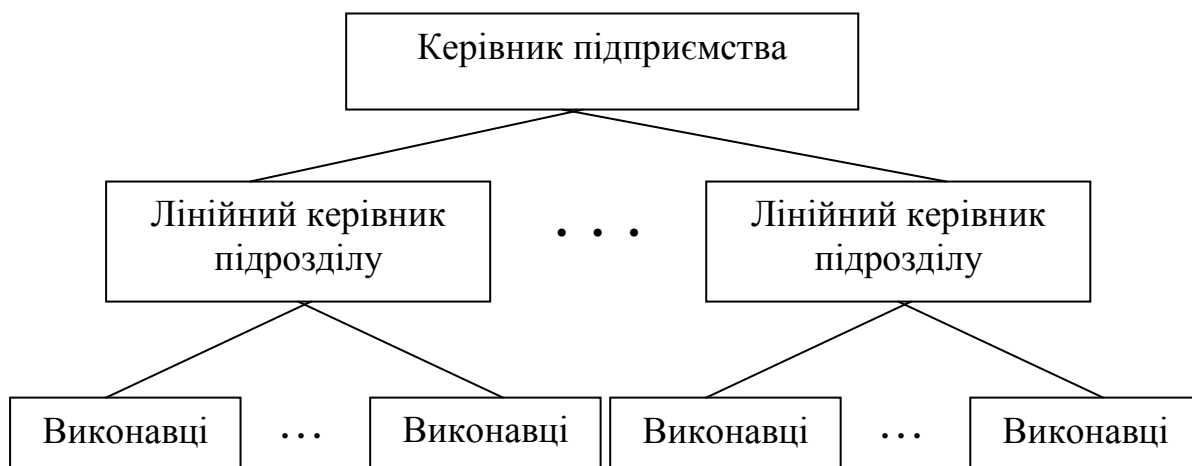 Керівник підприємства
Лінійний керівник
підрозділу
. . .
Лінійний керівник
підрозділу
Виконавці
…
Виконавці
Виконавці
…
Виконавці